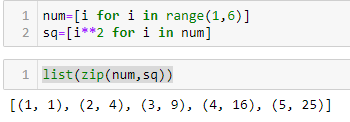 1 num=[i for i in range(1,6)]
2 sq=[i**2 for i in num]
1 list(zip(num,sq))
[(1, 1), (2, 4), (3, 9), (4, 16), (5, 25)]